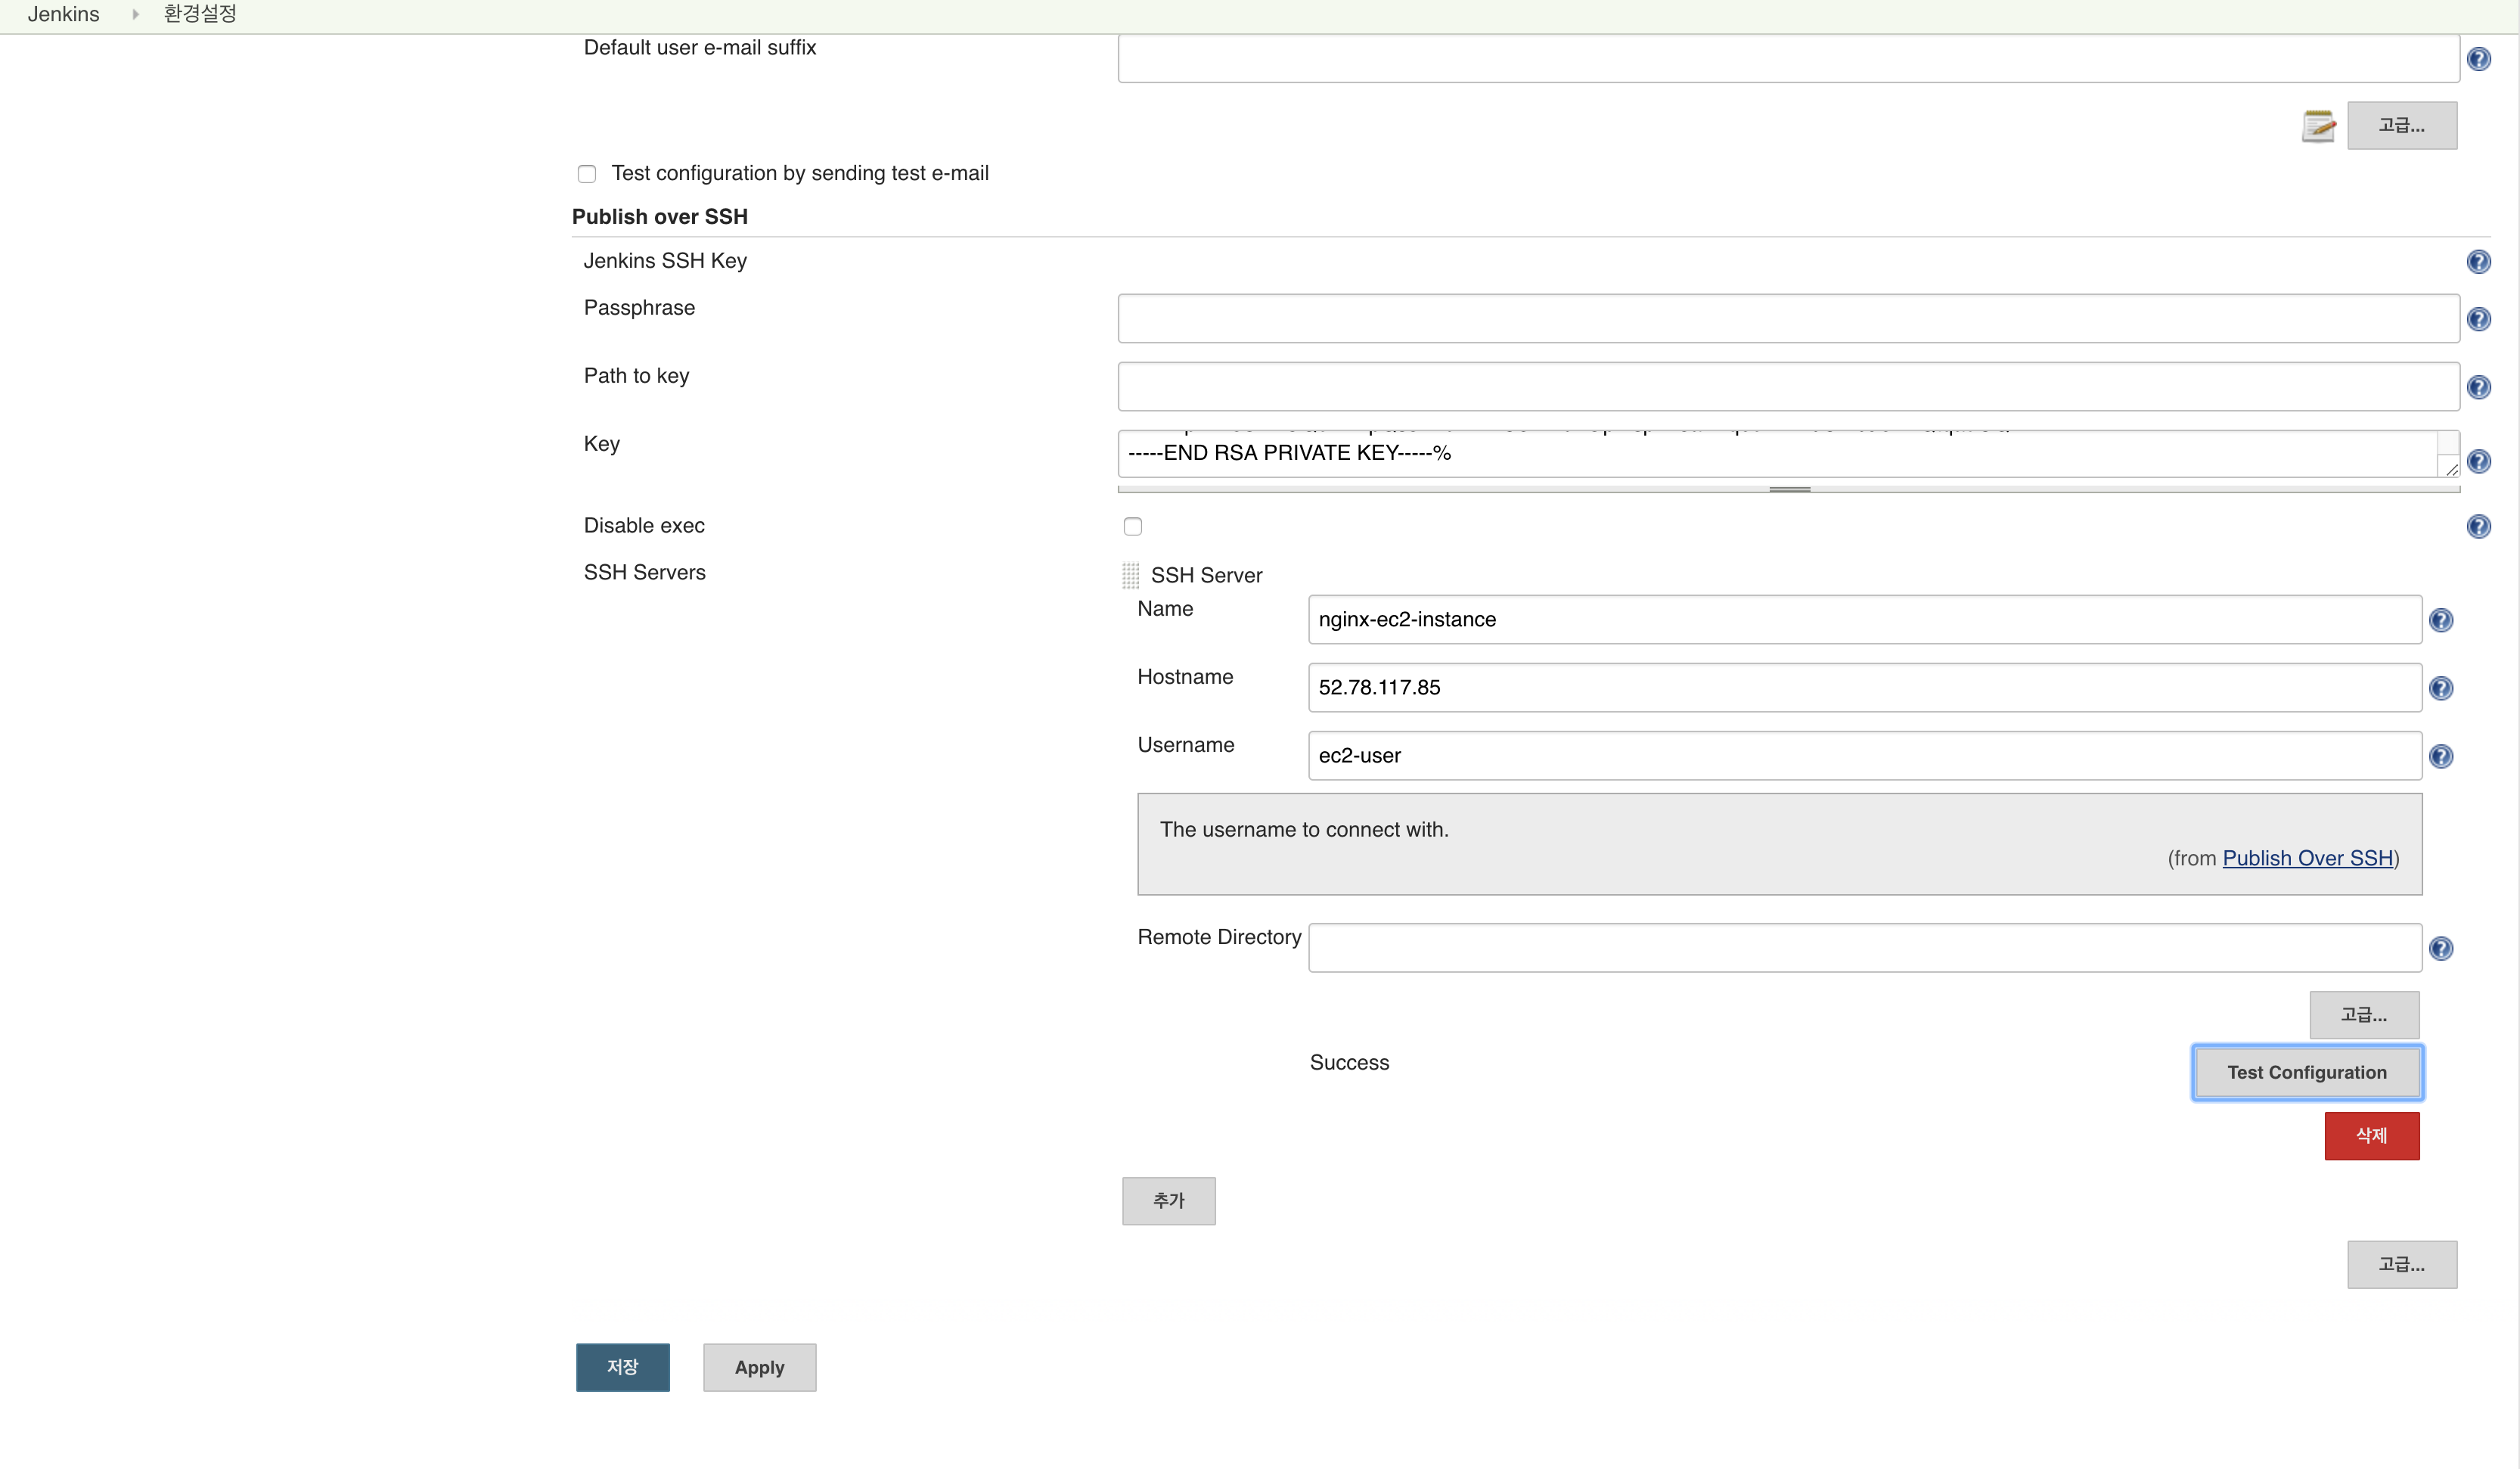 Jenkins 환경설정
Default user e-mail suffix
고급...
Test configuration by sending test e-mail
Publish over SSH
Jenkins SSH Key
Passphrase
Path to key
Key
-----END RSA PRIVATE KEY-----%
Disable exec
SSH Servers
SSH Server
Name nginx-ec2-instance
Hostname 52.78.117.85
Username ec2-user
The username to connect with.
(from Publish Over SSH)
Remote Directory
고급...
Success
Test Configuration
삭제
추가
고급...
저장 Apply